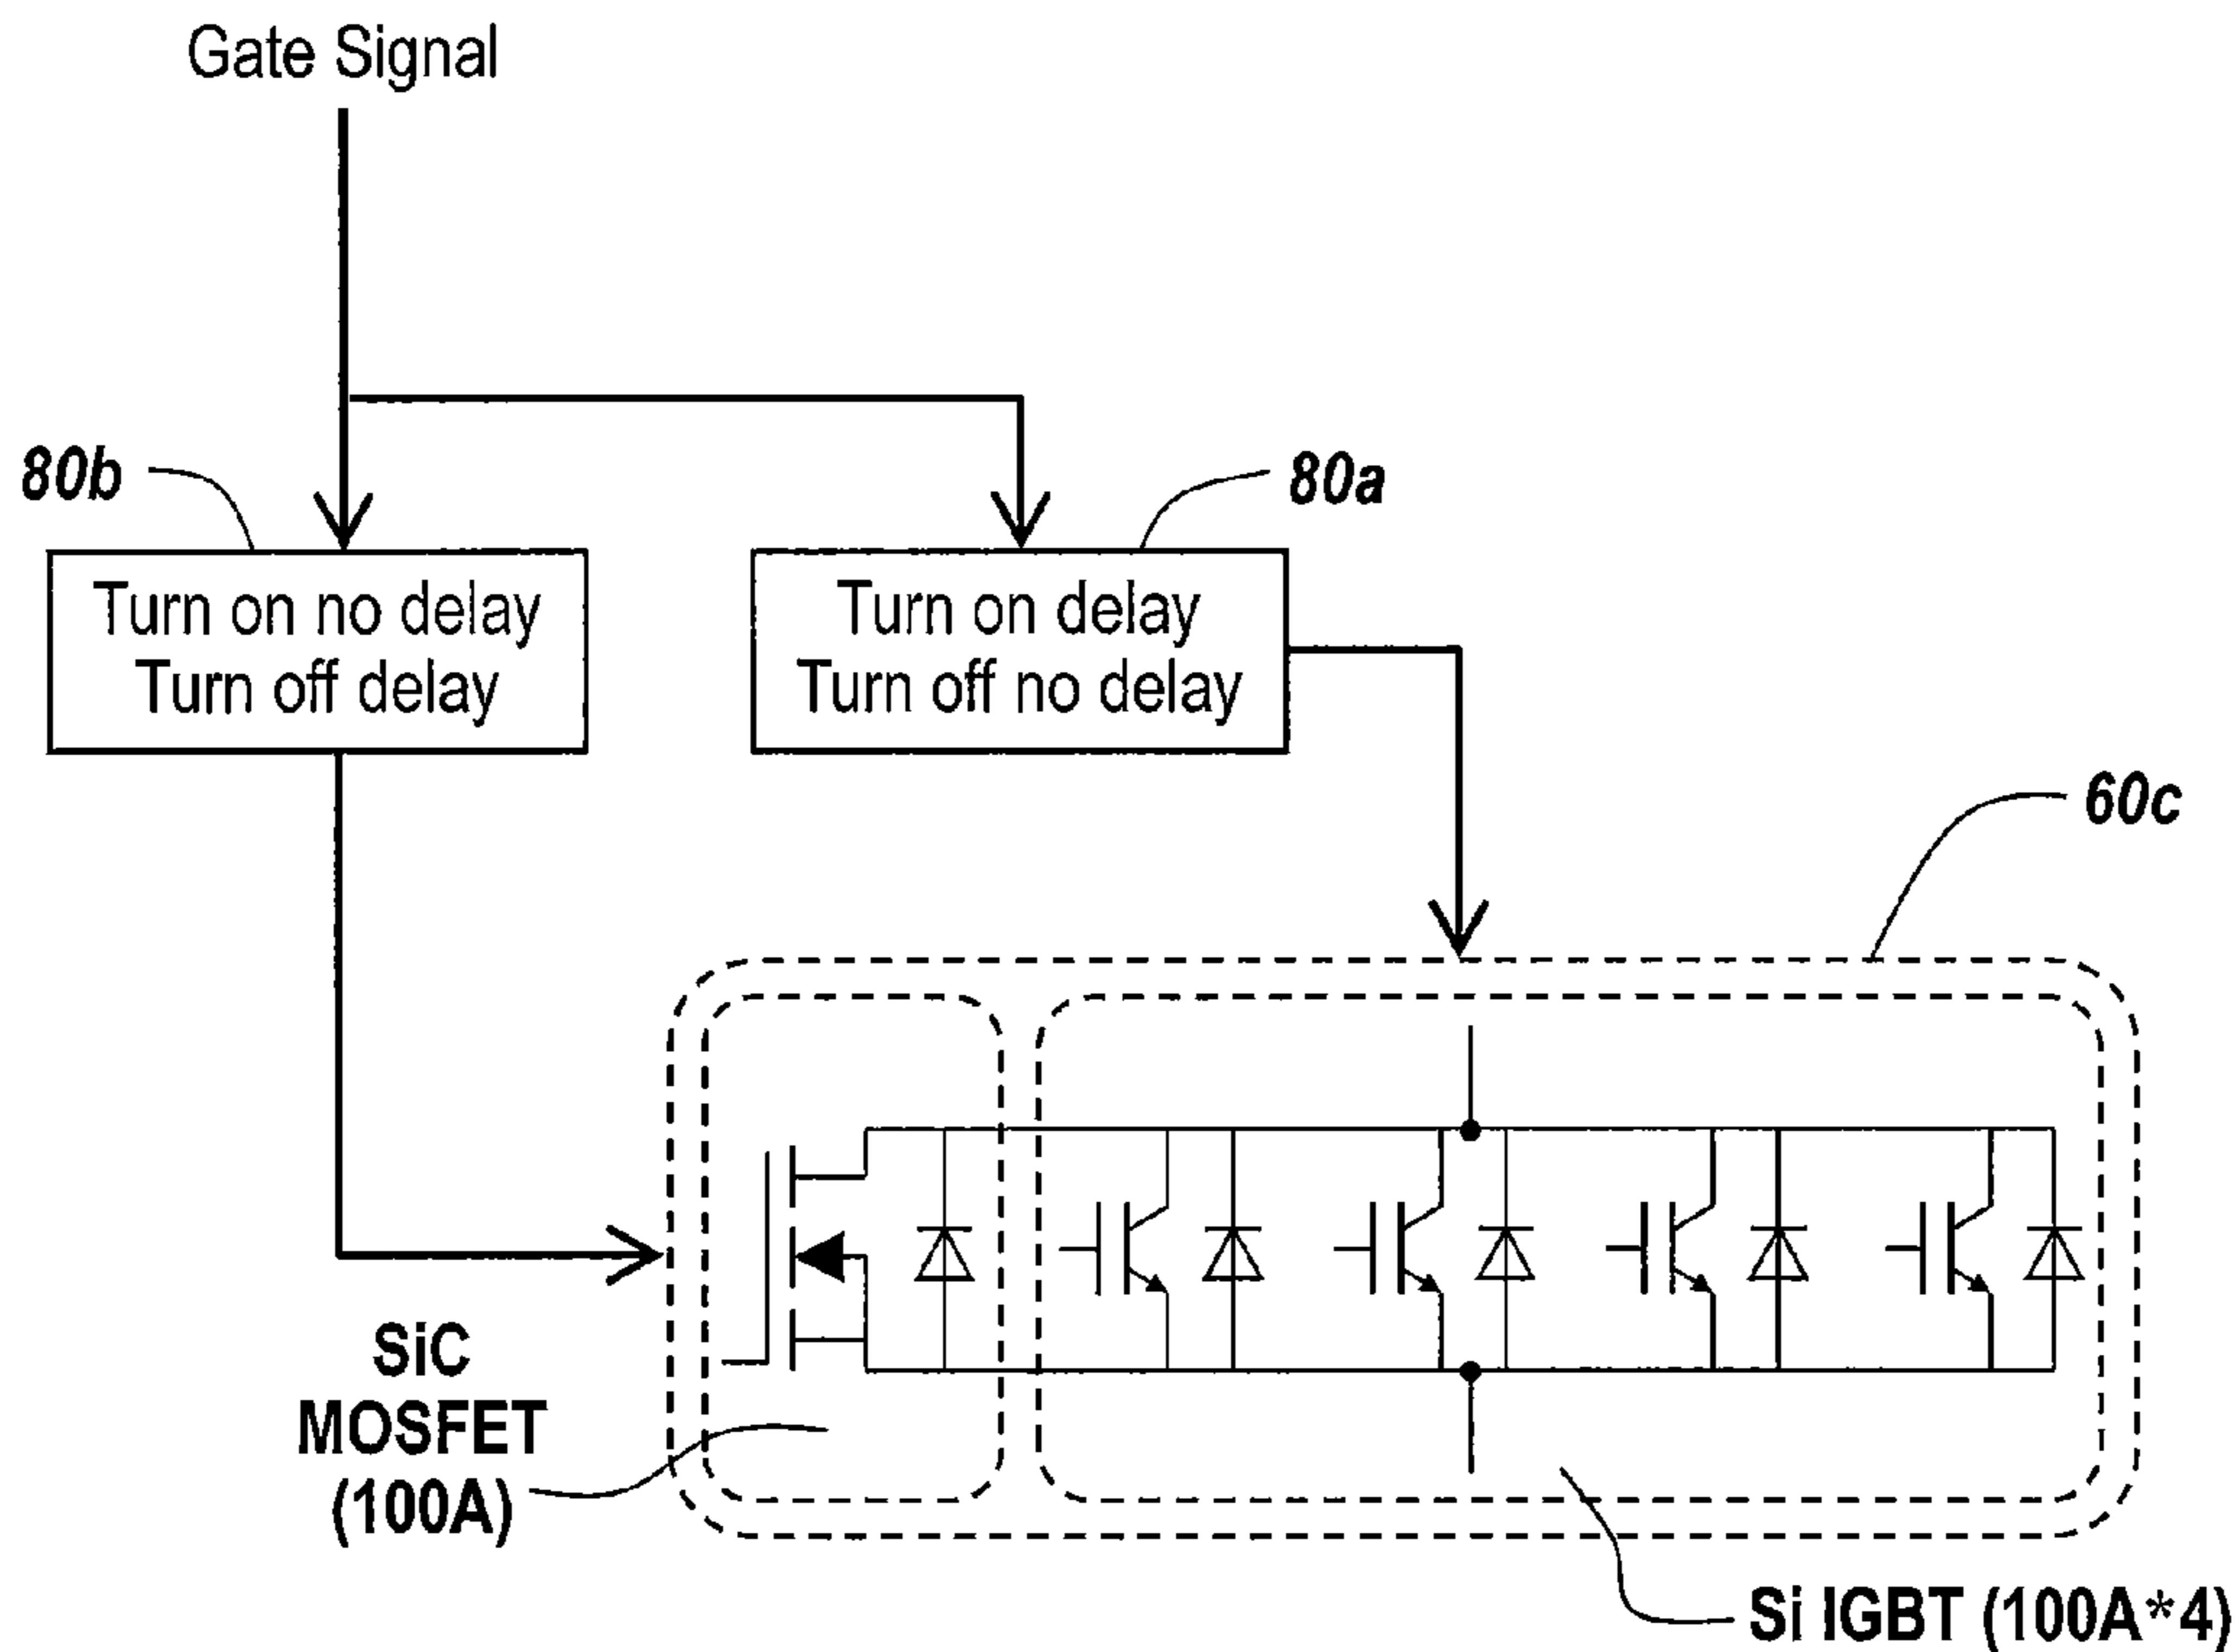 Gate Signal
80b
80a
Turn on no delay
Turn off delay
Turn on delay
Turn off no delay
60c
SiC
MOSFET
(100A)
Si IGBT (100A*4)